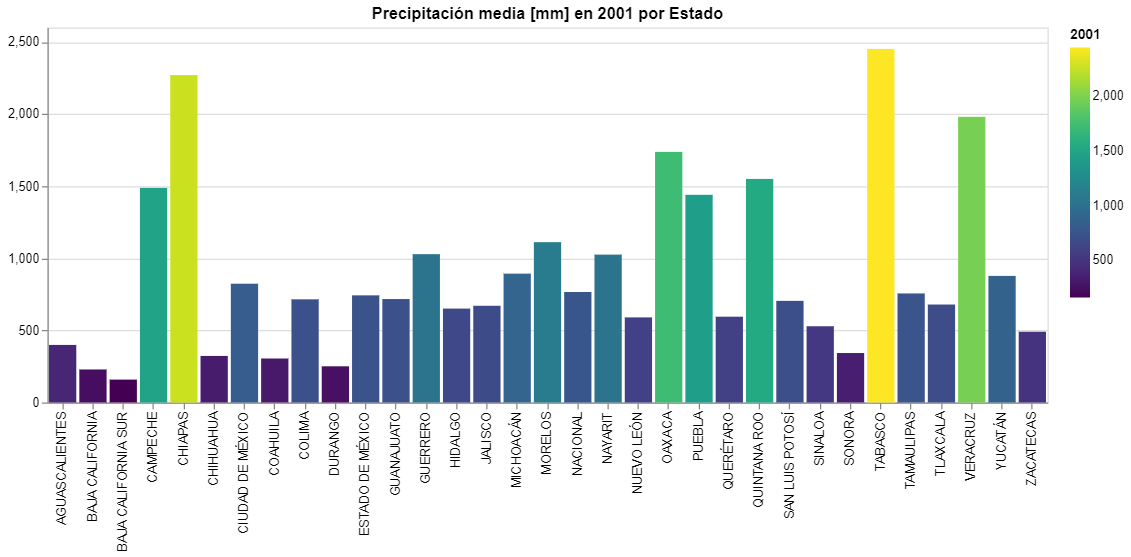 Precipitación media [mm] en 2001 por Estado
2,500
2,000
1,500
1,000
500
0
AGUASCALIENTES
BAJA CALIFORNIA
BAJA CALIFORNIA SUR
CAMPECHE
CHIAPAS
CHIHUAHUA
CIUDAD DE MÉXICO
COAHUILA
COLIMA
DURANGO
ESTADO DE MÉXICO
GUANAJUATO
GUERRERO
HIDALGO
JALISCO
MICHOACÁN
MORELOS
NACIONAL
NAYARIT
NUEVO LEÓN
OAXACA
PUEBLA
QUERÉTARO
QUINTANA ROO
SAN LUIS POTOSÍ
SINALOA
SONORA
TABASCO
TAMAULIPAS
TLAXCALA
VERACRUZ
YUCATÁN
ZACATECAS
2001
2,000
1,500
1,000
500